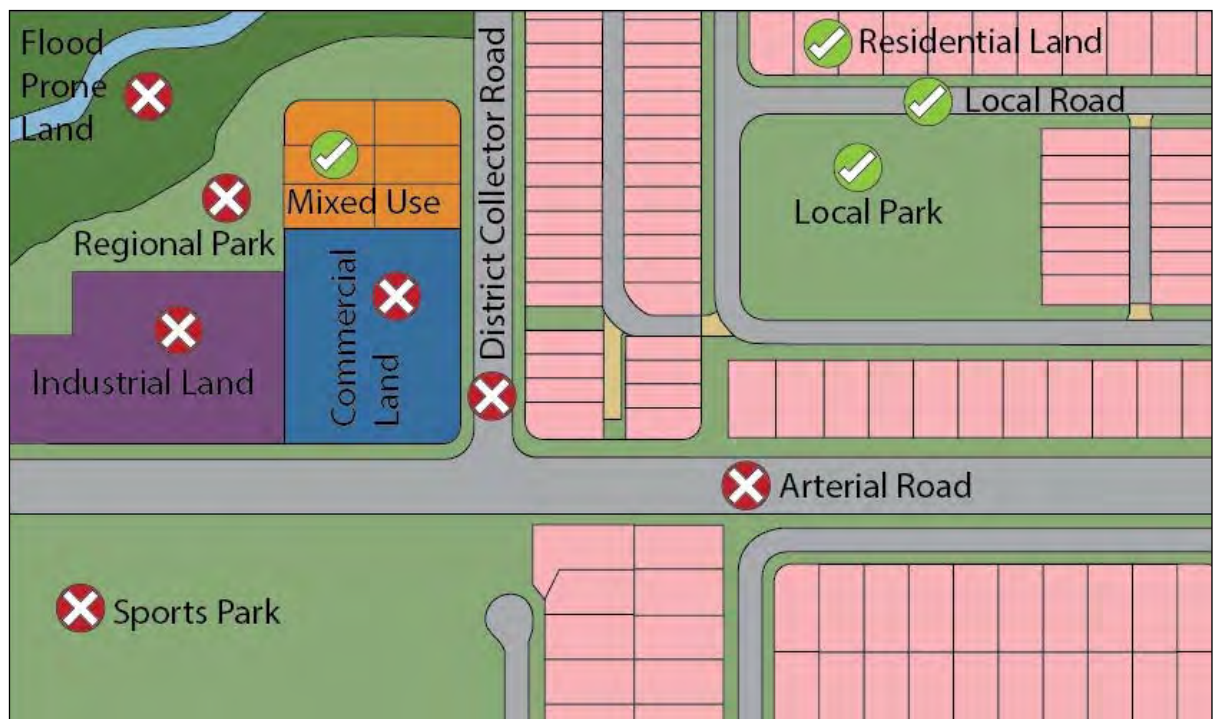 Flood
Prone
Land
Residential Land
Local Road
District Collector Road
Mixed Use
Local Park
Regional Park
Commercial
Land
Industrial Land
Arterial Road
Sports Park